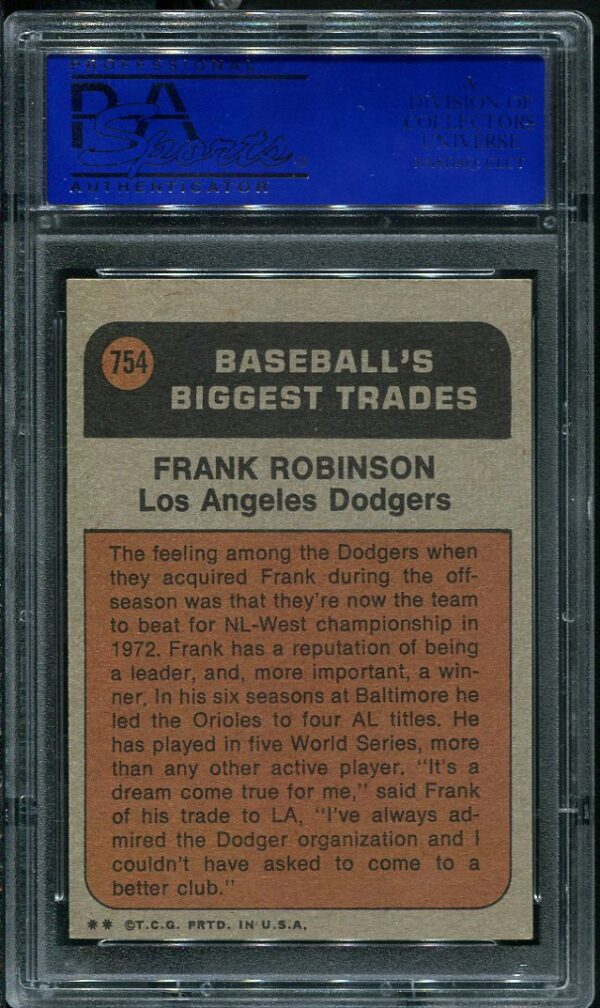 PROFESSIONAL
PSA
Sports
AUTHENTICATOR
A
DIVISION OF
COLLECTORS
UNIVERSE
NASDAQ: CLCT
754
BASEBALL'S
BIGGEST TRADES
FRANK ROBINSON
Los Angeles Dodgers
The feeling among the Dodgers when
they acquired Frank during the off-
season was that they're now the team
to beat for NL-West championship in
1972. Frank has a reputation of being
a leader, and, more important, a win-
ner. In his six seasons at Baltimore he
led the Orioles to four AL titles. He
has played in five World Series, more
than any other active player. "It's a
dream come true for me," said Frank
of his trade to LA, "I've always ad-
mired the Dodger organization and I
couldn't have asked to come to a
better club."
** ©T.C.G. PRTD. IN U.S.A.